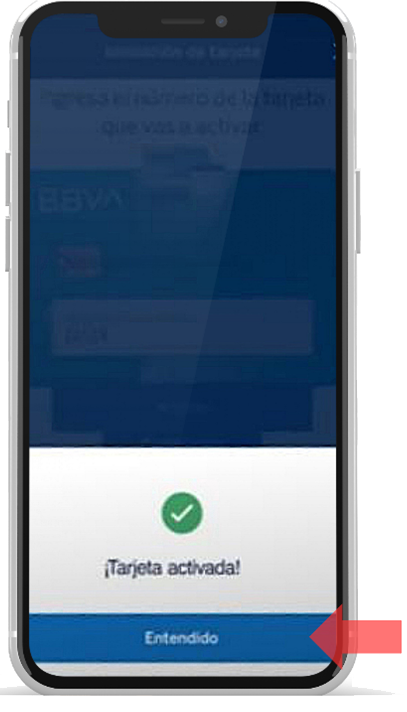 Activación de tarjeta
Ingresa el número de la tarjeta
que vas a activar
BBVA
¡Tarjeta activada!
Entendido